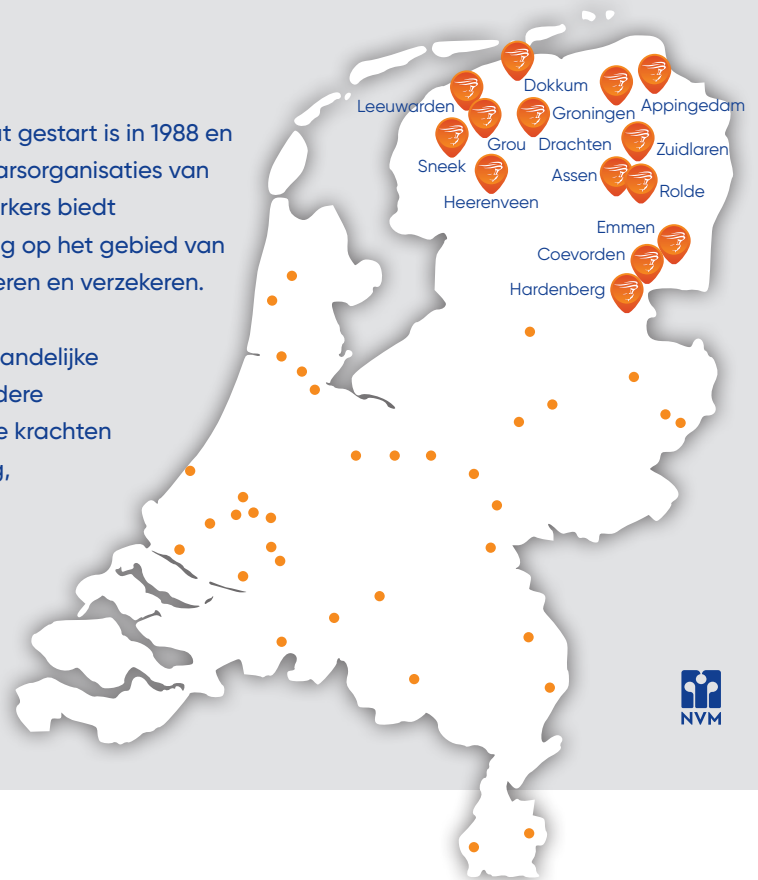 t gestart is in 1988 en
arsorganisaties van
rkers biedt
g op het gebied van
eren en verzekeren.
andelijke
dere
e krachten
g,
Dokkum
Leeuwarden
Groningen
Appingedam
Grou
Drachten
Zuidlaren
Sneek
Assen
Rolde
Heerenveen
Emmen
Coevorden
Hardenberg
NVM